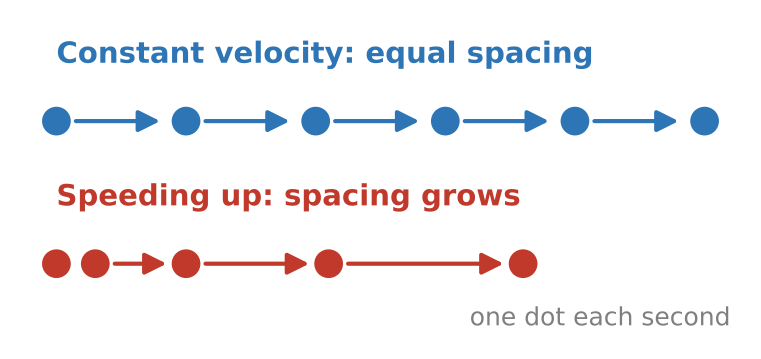 Constant velocity: equal spacing
Speeding up: spacing grows
one dot each second